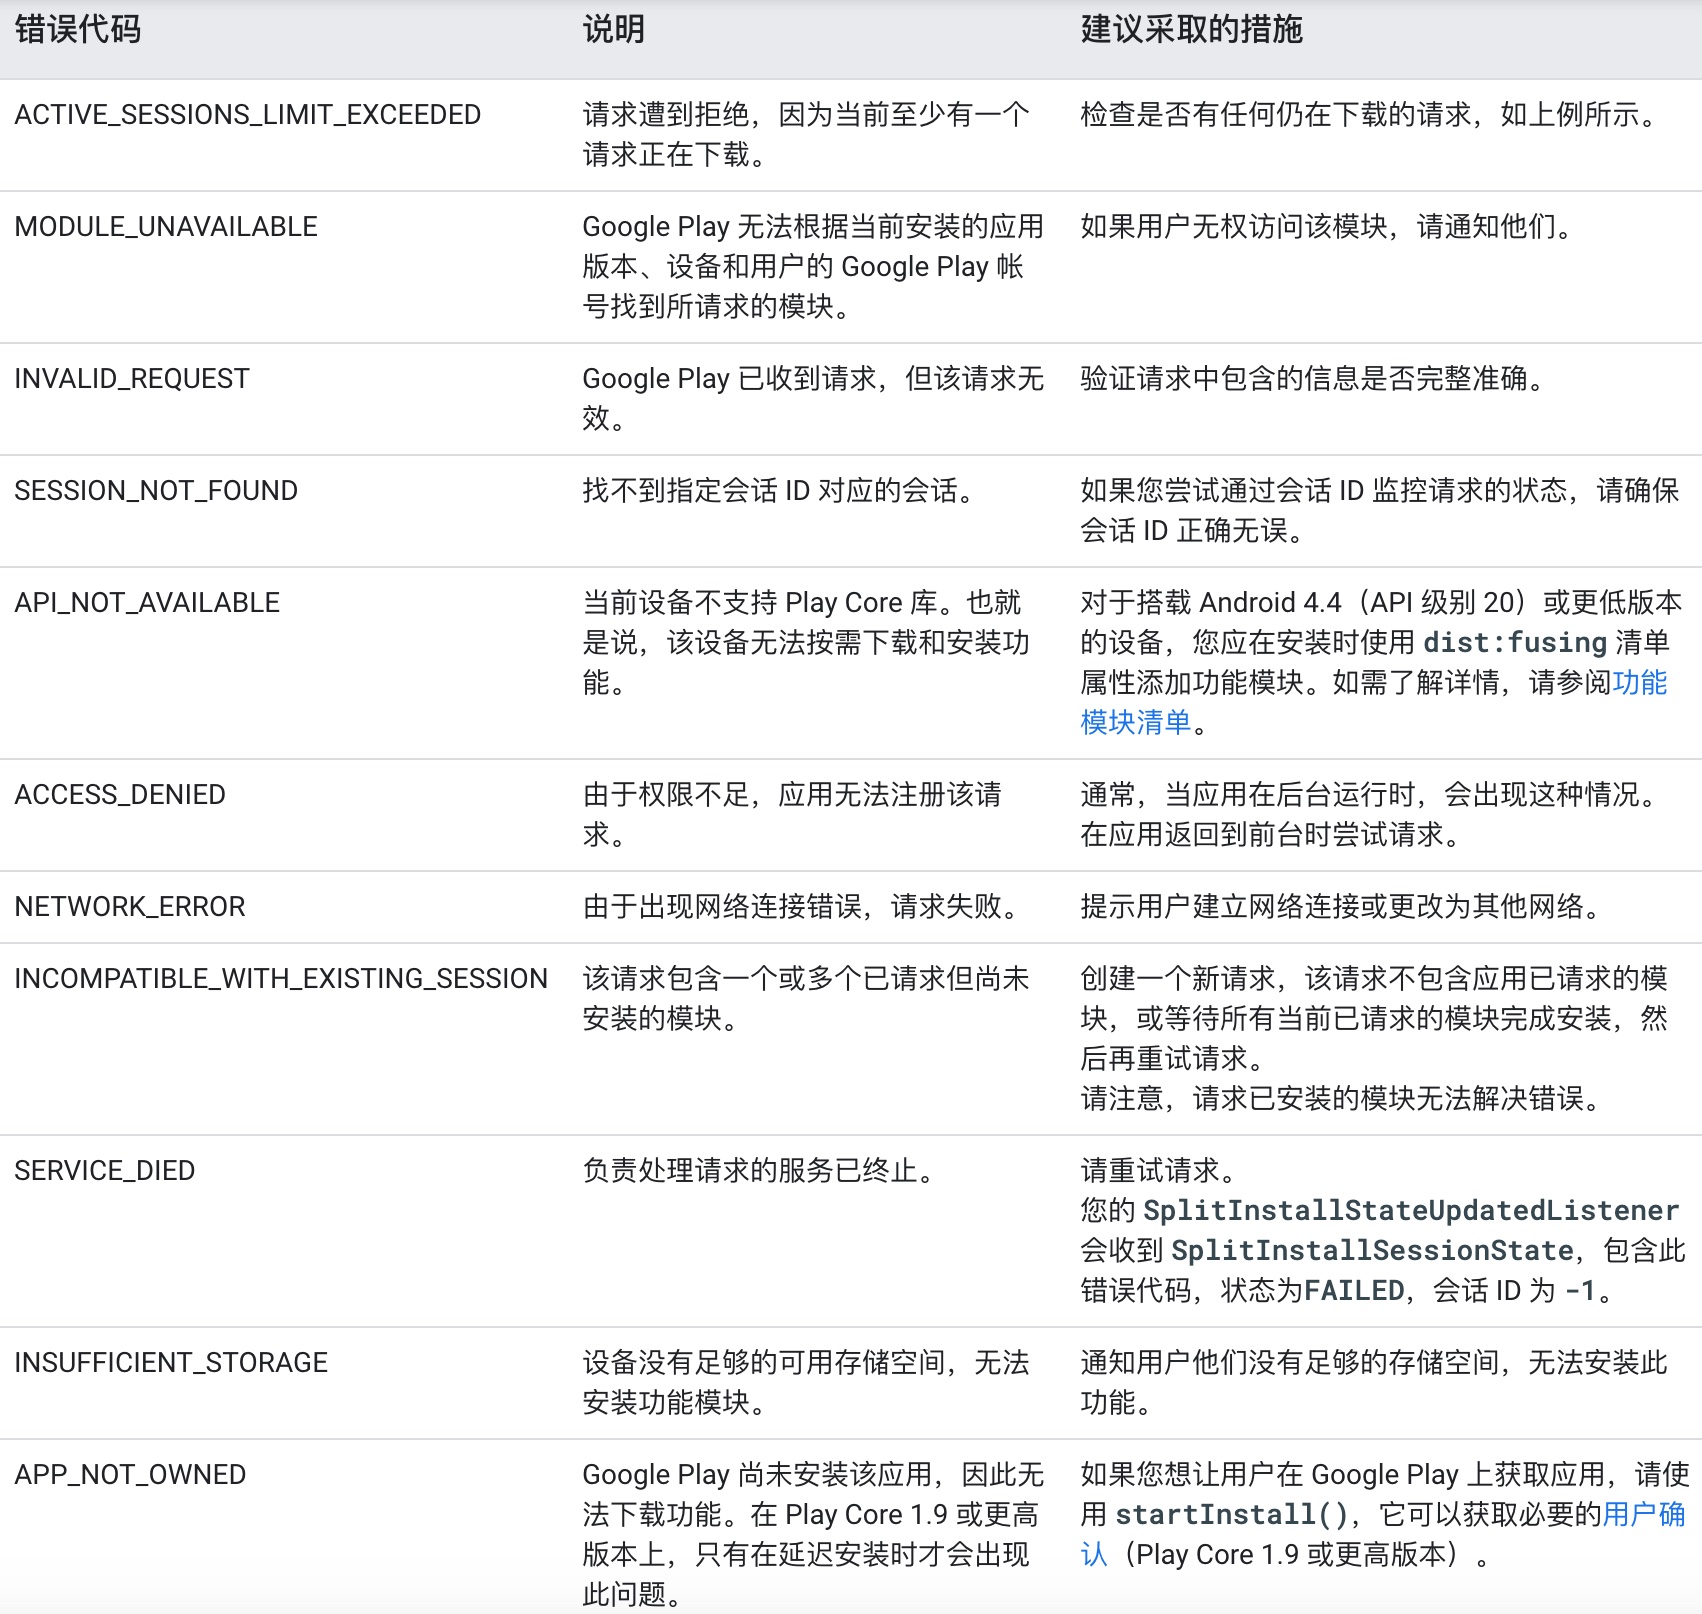 错误代码 说明 建议采取的措施
ACTIVE_SESSIONS_LIMIT_EXCEEDED 请求遭到拒绝，因为当前至少有一个 检查是否有任何仍在下载的请求，如上例所示。
请求正在下载。
MODULE_UNAVAILABLE Google Play 无法根据当前安装的应用 如果用户无权访问该模块，请通知他们。
版本、设备和用户的 Google Play 帐
号找到所请求的模块。
INVALID_REQUEST Google Play 已收到请求，但该请求无 验证请求中包含的信息是否完整准确。
效。
SESSION_NOT_FOUND 找不到指定会话 ID 对应的会话。 如果您尝试通过会话 ID 监控请求的状态，请确保
会话 ID 正确无误。
API_NOT_AVAILABLE 当前设备不支持 Play Core 库。也就 对于搭载 Android 4.4（API 级别 20）或更低版本
是说，该设备无法按需下载和安装功 的设备，您应在安装时使用 dist:fusing 清单
能。 属性添加功能模块。如需了解详情，请参阅功能
模块清单。
ACCESS_DENIED 由于权限不足，应用无法注册该请 通常，当应用在后台运行时，会出现这种情况。
求。 在应用返回到前台时尝试请求。
NETWORK_ERROR 由于出现网络连接错误，请求失败。 提示用户建立网络连接或更改为其他网络。
INCOMPATIBLE_WITH_EXISTING_SESSION 该请求包含一个或多个已请求但尚未 创建一个新请求，该请求不包含应用已请求的模
安装的模块。 块，或等待所有当前已请求的模块完成安装，然
后再重试请求。
请注意，请求已安装的模块无法解决错误。
SERVICE_DIED 负责处理请求的服务已终止。 请重试请求。
您的 SplitInstallStateUpdatedListener
会收到 SplitInstallSessionState，包含此
错误代码，状态为FAILED，会话 ID 为 -1。
INSUFFICIENT_STORAGE 设备没有足够的可用存储空间，无法 通知用户他们没有足够的存储空间，无法安装此
安装功能模块。 功能。
APP_NOT_OWNED Google Play 尚未安装该应用，因此无 如果您想让用户在 Google Play 上获取应用，请使
法下载功能。在 Play Core 1.9 或更高 用 startInstall()，它可以获取必要的用户确
版本上，只有在延迟安装时才会出现 认（Play Core 1.9 或更高版本）。
此问题。